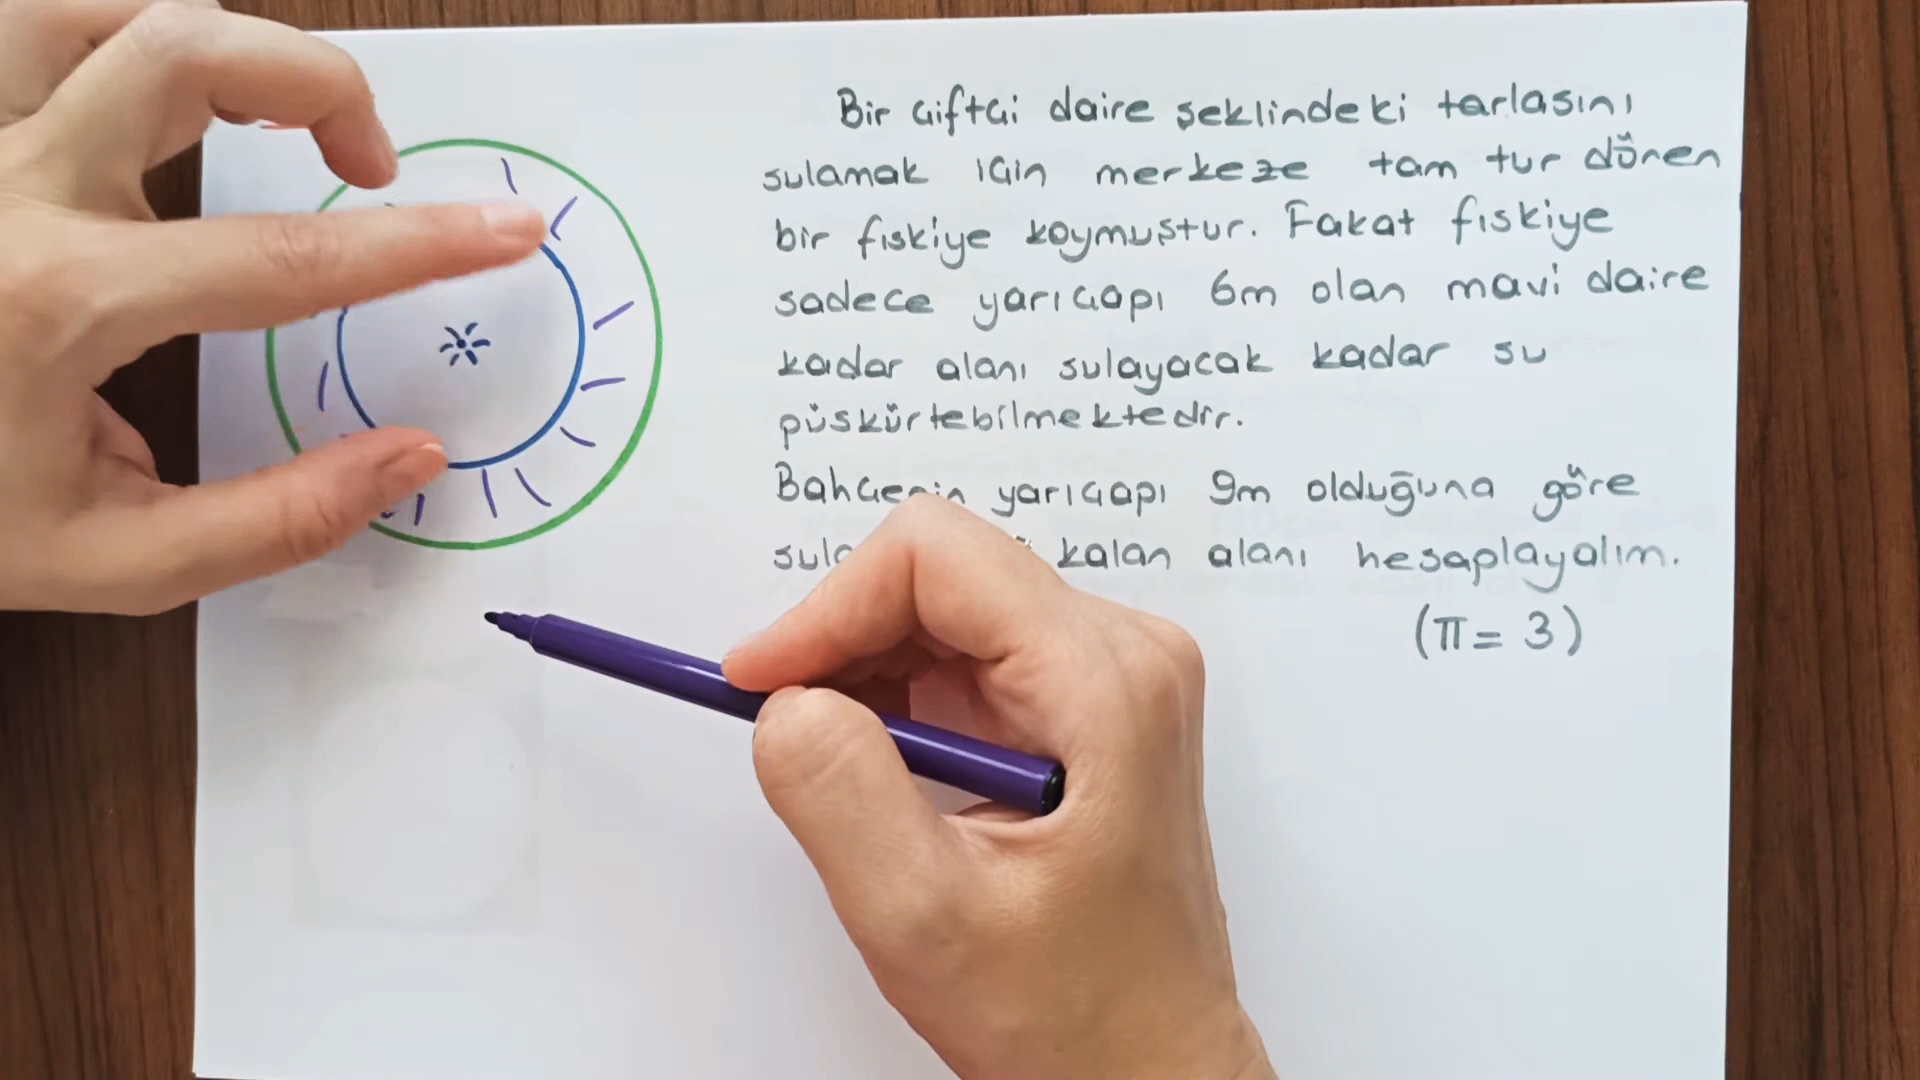 Bir çiftçi daire şeklindeki tarlasını
sulamak için merkeze tam tur dönen
bir fıskiye koymuştur. Fakat fıskiye
sadece yarıçapı 6m olan mavi daire
kadar alanı sulayacak kadar su
püskürtebilmektedir.
Bahçenin yarıçapı 9m olduğuna göre
kalan alanı hesaplayalım.
(π = 3)